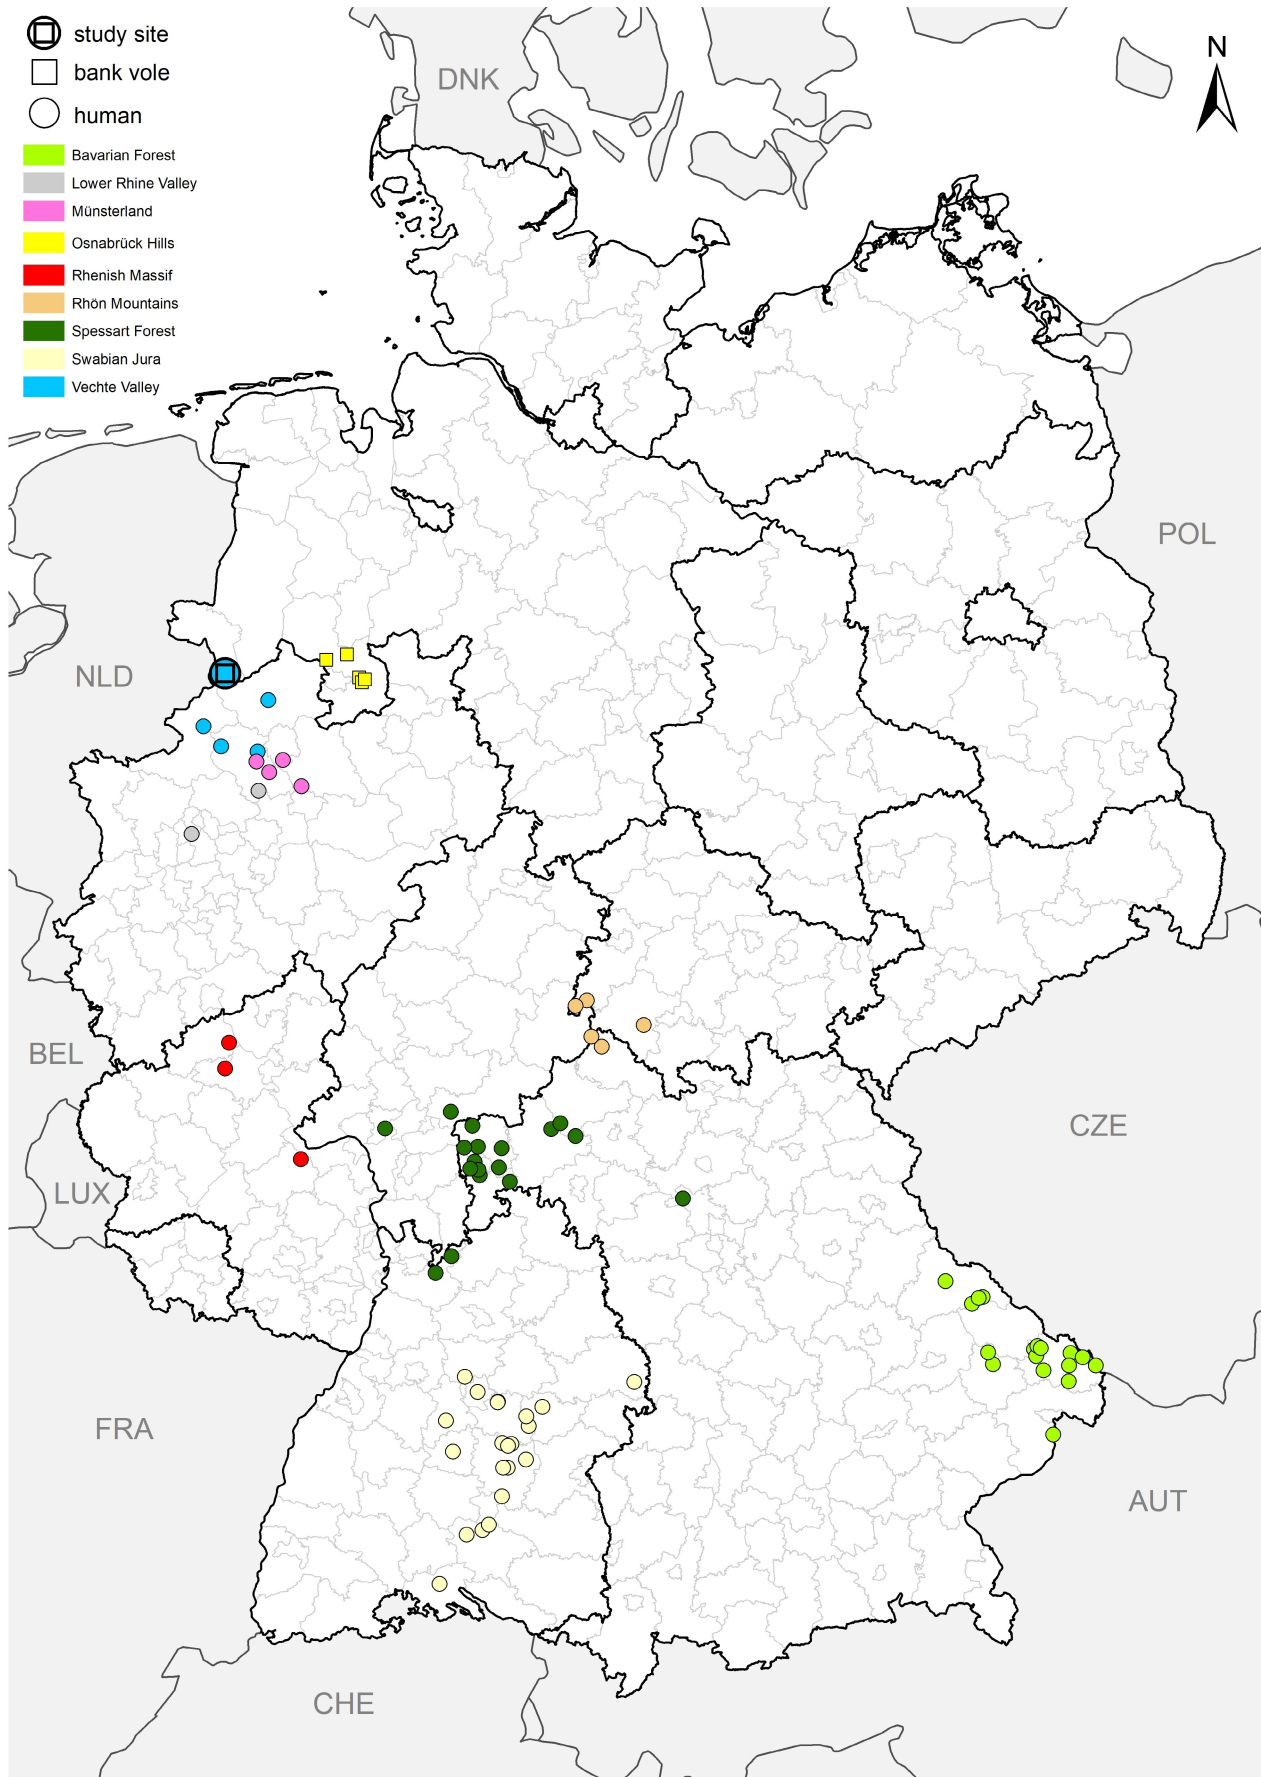 study site
bank vole
human
Bavarian Forest
Lower Rhine Valley
Münsterland
Osnabrück Hills
Rhenish Massif
Rhön Mountains
Spessart Forest
Swabian Jura
Vechte Valley
DNK
N
POL
NLD
BEL
CZE
LUX
FRA
AUT
CHE